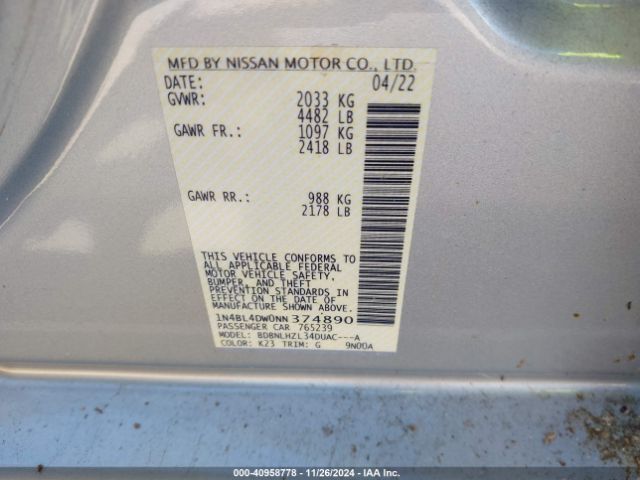 MFD BY NISSAN MOTOR CO., LTD.
DATE: 04/22
GVWR: 2033 KG
4482 LB
GAWR FR.: 1097 KG
2418 LB
GAWR RR.: 988 KG
2178 LB
THIS VEHICLE CONFORMS TO
ALL APPLICABLE FEDERAL
MOTOR VEHICLE SAFETY,
BUMPER, AND THEFT
PREVENTION STANDARDS IN
EFFECT ON THE DATE OF
MANUFACTURE SHOWN ABOVE.
1N4BL4DW0NN374890
PASSENGER CAR 765239
MODEL: BDBNLHZL34DUAC---A
COLOR: K23 TRIM: G 9N00A
000-40958778 - 11/26/2024 - IAA Inc.